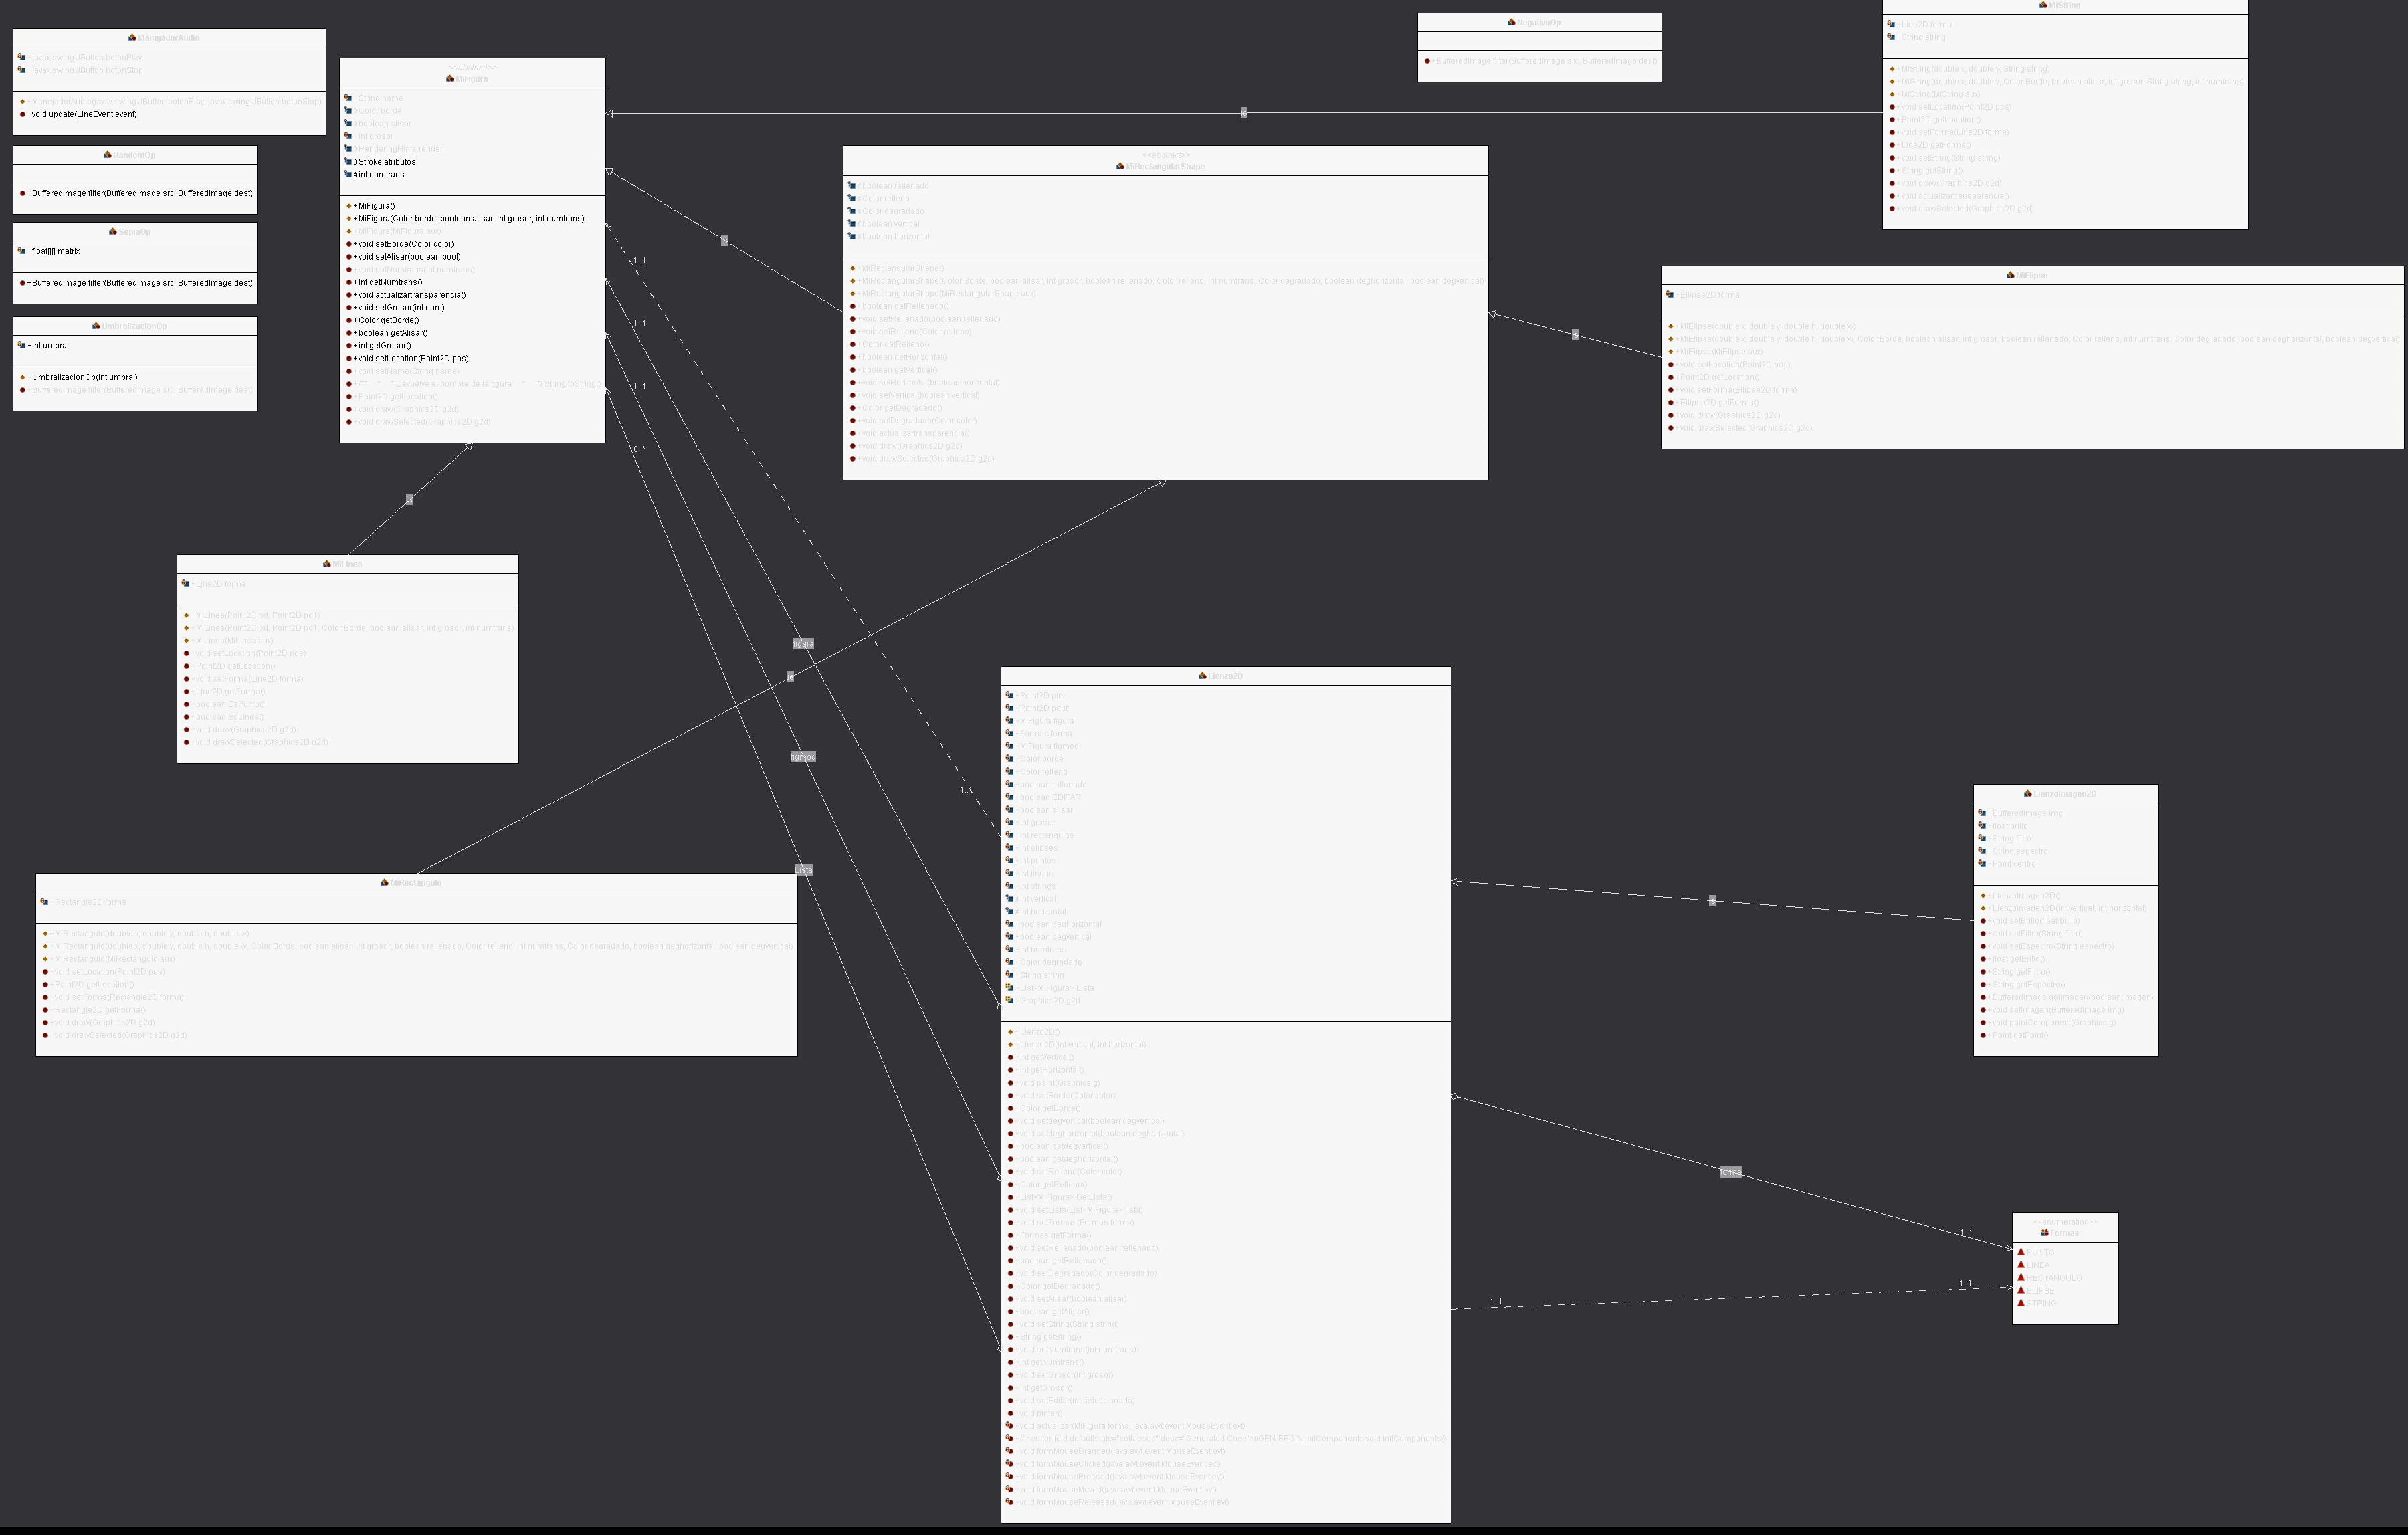 ManejadorAudio
-javax.swing.JButton botonPlay
-javax.swing.JButton botonStop
+ManejadorAudio(javax.swing.JButton botonPlay, javax.swing.JButton botonStop)
+void update(LineEvent event)
RandomOp
+BufferedImage filter(BufferedImage src, BufferedImage dest)
SepiaOp
-float[][] matrix
+BufferedImage filter(BufferedImage src, BufferedImage dest)
UmbralizacionOp
-int umbral
+UmbralizacionOp(int umbral)
+BufferedImage filter(BufferedImage src, BufferedImage dest)
<<abstract>>
MiFigura
-String name
#Color borde
#boolean alisar
-int grosor
#RenderingHints render
#Stroke atributos
#int numtrans
+MiFigura()
+MiFigura(Color borde, boolean alisar, int grosor, int numtrans)
+MiFigura(MiFigura aux)
+void setBorde(Color color)
+void setAlisar(boolean bool)
+void setNumtrans(int numtrans)
+int getNumtrans()
+void actualizartransparencia()
+void setGrosor(int num)
+Color getBorde()
+boolean getAlisar()
+int getGrosor()
+void setLocation(Point2D pos)
+void setName(String name)
+/** * * Devuelve el nombre de la figura * */ String toString()
+Point2D getLocation()
+void draw(Graphics2D g2d)
+void drawSelected(Graphics2D g2d)
NegativoOp
+BufferedImage filter(BufferedImage src, BufferedImage dest)
MiString
-Line2D forma
-String string
+MiString(double x, double y, String string)
+MiString(double x, double y, Color Borde, boolean alisar, int grosor, String string, int numtrans)
+MiString(MiString aux)
+void setLocation(Point2D pos)
+Point2D getLocation()
+void setForma(Line2D forma)
+Line2D getForma()
+void setString(String string)
+String getString()
+void draw(Graphics2D g2d)
+void actualizartransparencia()
+void drawSelected(Graphics2D g2d)
<<abstract>>
MiRectangularShape
#boolean rellenado
#Color relleno
#Color degradado
#boolean vertical
#boolean horizontal
+MiRectangularShape()
+MiRectangularShape(Color Borde, boolean alisar, int grosor, boolean rellenado, Color relleno, int numtrans, Color degradado, boolean deghorizontal, boolean degvertical)
+MiRectangularShape(MiRectangularShape aux)
+boolean getRellenado()
+void setRellenado(boolean rellenado)
+void setRelleno(Color relleno)
+Color getRelleno()
+boolean getHorizontal()
+boolean getVertical()
+void setHorizontal(boolean horizontal)
+void setVertical(boolean vertical)
+Color getDegradado()
+void setDegradado(Color color)
+void actualizartransparencia()
+void draw(Graphics2D g2d)
+void drawSelected(Graphics2D g2d)
MiElipse
-Ellipse2D forma
+MiElipse(double x, double y, double h, double w)
+MiElipse(double x, double y, double h, double w, Color Borde, boolean alisar, int grosor, boolean rellenado, Color relleno, int numtrans, Color degradado, boolean deghorizontal, boolean degvertical)
+MiElipse(MiElipse aux)
+void setLocation(Point2D pos)
+Point2D getLocation()
+void setForma(Ellipse2D forma)
+Ellipse2D getForma()
+void draw(Graphics2D g2d)
+void drawSelected(Graphics2D g2d)
1..1
1..1
1..1
0..*
is
is
is
is
is
is
figura
figmod
Lista
1..1
MiLinea
-Line2D forma
+MiLinea(Point2D pd, Point2D pd1)
+MiLinea(Point2D pd, Point2D pd1, Color Borde, boolean alisar, int grosor, int numtrans)
+MiLinea(MiLinea aux)
+void setLocation(Point2D pos)
+Point2D getLocation()
+void setForma(Line2D forma)
+Line2D getForma()
+boolean EsPunto()
+boolean EsLinea()
+void draw(Graphics2D g2d)
+void drawSelected(Graphics2D g2d)
MiRectangulo
-Rectangle2D forma
+MiRectangulo(double x, double y, double h, double w)
+MiRectangulo(double x, double y, double h, double w, Color Borde, boolean alisar, int grosor, boolean rellenado, Color relleno, int numtrans, Color degradado, boolean deghorizontal, boolean degvertical)
+MiRectangulo(MiRectangulo aux)
+void setLocation(Point2D pos)
+Point2D getLocation()
+void setForma(Rectangle2D forma)
+Rectangle2D getForma()
+void draw(Graphics2D g2d)
+void drawSelected(Graphics2D g2d)
Lienzo2D
-Point2D pin
-Point2D pout
-MiFigura figura
-Formas forma
-MiFigura figmod
-Color borde
-Color relleno
-boolean rellenado
-boolean EDITAR
-boolean alisar
-int grosor
-int rectangulos
-int elipses
-int puntos
-int lineas
-int strings
#int vertical
#int horizontal
-boolean deghorizontal
-boolean degvertical
-int numtrans
-Color degradado
-String string
~List<MiFigura> Lista
~Graphics2D g2d
+Lienzo2D()
+Lienzo2D(int vertical, int horizontal)
+int getVertical()
+int getHorizontal()
+void paint(Graphics g)
+void setBorde(Color color)
+Color getBorde()
+void setdegvertical(boolean degvertical)
+void setdeghorizontal(boolean deghorizontal)
+boolean getdegvertical()
+boolean getdeghorizontal()
+void setRelleno(Color color)
+Color getRelleno()
+List<MiFigura> GetLista()
+void setLista(List<MiFigura> lista)
+void setFormas(Formas forma)
+Formas getForma()
+void setRellenado(boolean rellenado)
+boolean getRellenado()
+void setDegradado(Color degradado)
+Color getDegradado()
+void setAlisar(boolean alisar)
+boolean getAlisar()
+void setString(String string)
+String getString()
+void setNumtrans(int numtrans)
+int getNumtrans()
+void setGrosor(int grosor)
+int getGrosor()
+void setEditar(int seleccionada)
+void pintar()
-void actualizar(MiFigura forma, java.awt.event.MouseEvent evt)
-// <editor-fold defaultstate="collapsed" desc="Generated Code">//GEN-BEGIN:initComponents void initComponents()
-void formMouseDragged(java.awt.event.MouseEvent evt)
-void formMouseClicked(java.awt.event.MouseEvent evt)
-void formMousePressed(java.awt.event.MouseEvent evt)
-void formMouseMoved(java.awt.event.MouseEvent evt)
-void formMouseReleased(java.awt.event.MouseEvent evt)
LienzoImagen2D
-BufferedImage img
-float brillo
-String filtro
-String espectro
-Point centro
+LienzoImagen2D()
+LienzoImagen2D(int vertical, int horizontal)
+void setBrillo(float brillo)
+void setFiltro(String filtro)
+void setEspectro(String espectro)
+float getBrillo()
+String getFiltro()
+String getEspectro()
+BufferedImage getImagen(boolean imagen)
+void setImagen(BufferedImage img)
+void paintComponent(Graphics g)
+Point getPoint()
forma
1..1
1..1
1..1
<<enumeration>>
Formas
PUNTO
LINEA
RECTANGULO
ELIPSE
STRING